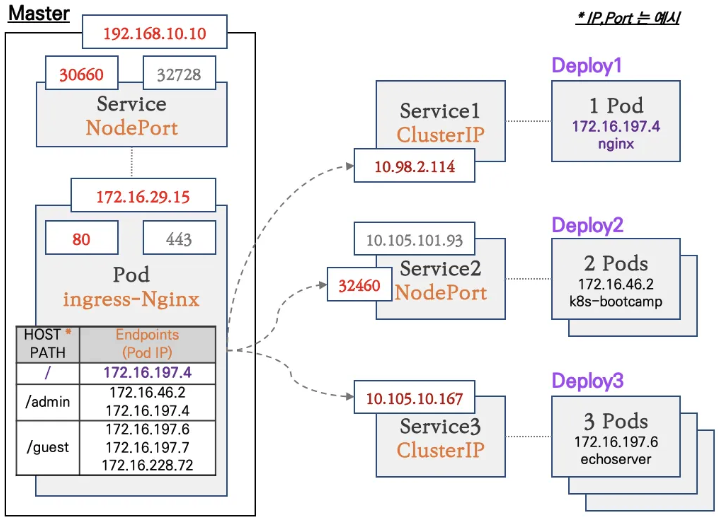 Master
* IP,Port 는 예시
192.168.10.10
30660
32728
Service
NodePort
172.16.29.15
80
443
Pod
ingress-Nginx
HOST *
PATH
Endpoints
(Pod IP)
/
172.16.197.4
/admin
172.16.46.2
172.16.197.4
/guest
172.16.197.6
172.16.197.7
172.16.228.72
Service1
ClusterIP
10.98.2.114
Deploy1
1 Pod
172.16.197.4
nginx
10.105.101.93
32460
Service2
NodePort
Deploy2
2 Pods
172.16.46.2
k8s-bootcamp
10.105.10.167
Service3
ClusterIP
Deploy3
3 Pods
172.16.197.6
echoserver